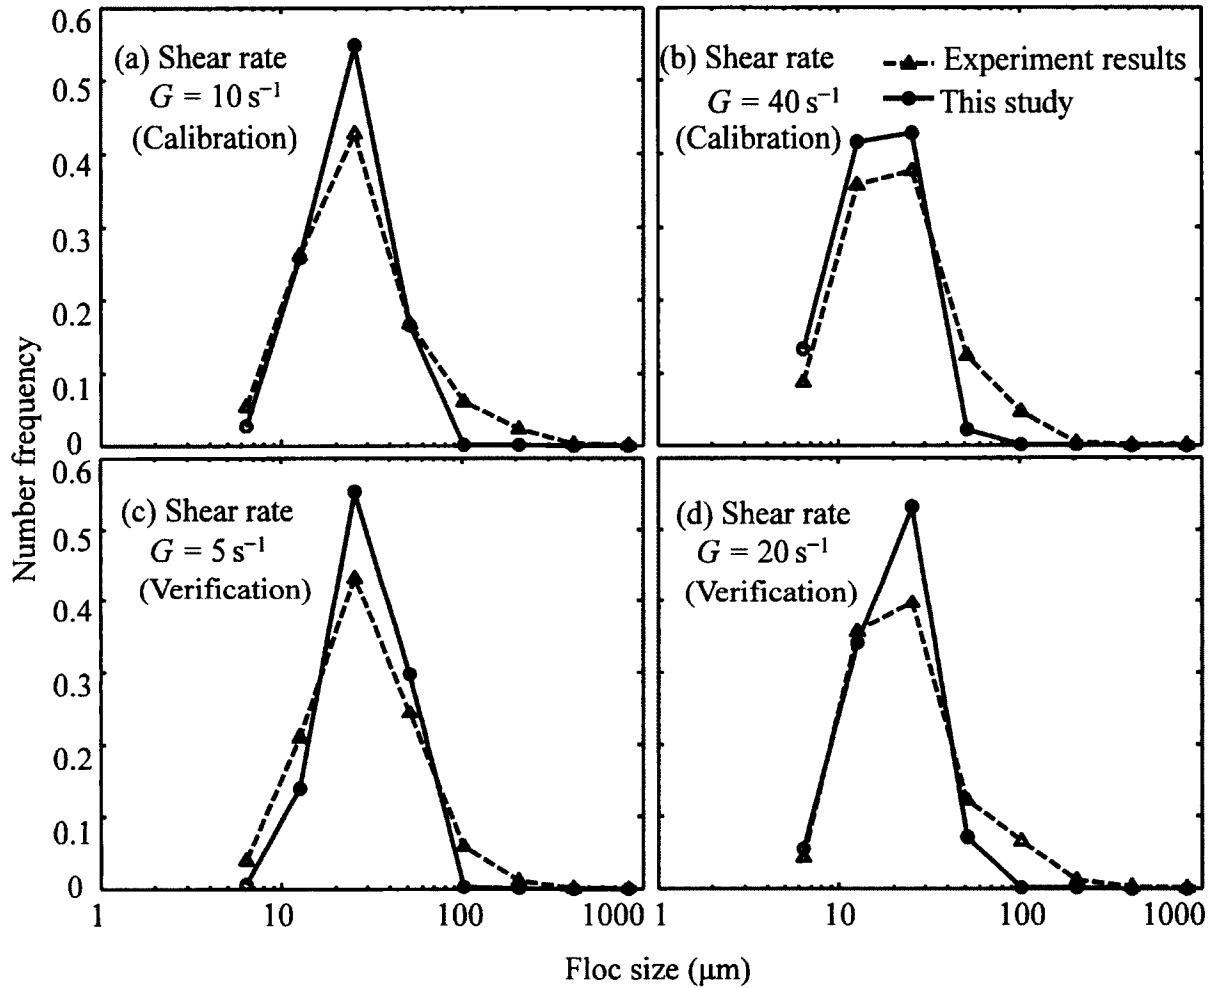 0.6
(a) Shear rate
G = 10 s⁻¹
(Calibration)
0.5
0.4
0.3
0.2
0.1
0
(b) Shear rate
G = 40 s⁻¹
(Calibration)
Experiment results
This study
Number frequency
0.6
(c) Shear rate
G = 5 s⁻¹
(Verification)
0.5
0.4
0.3
0.2
0.1
0
(d) Shear rate
G = 20 s⁻¹
(Verification)
1 10 100 1000 1 10 100 1000
Floc size (μm)